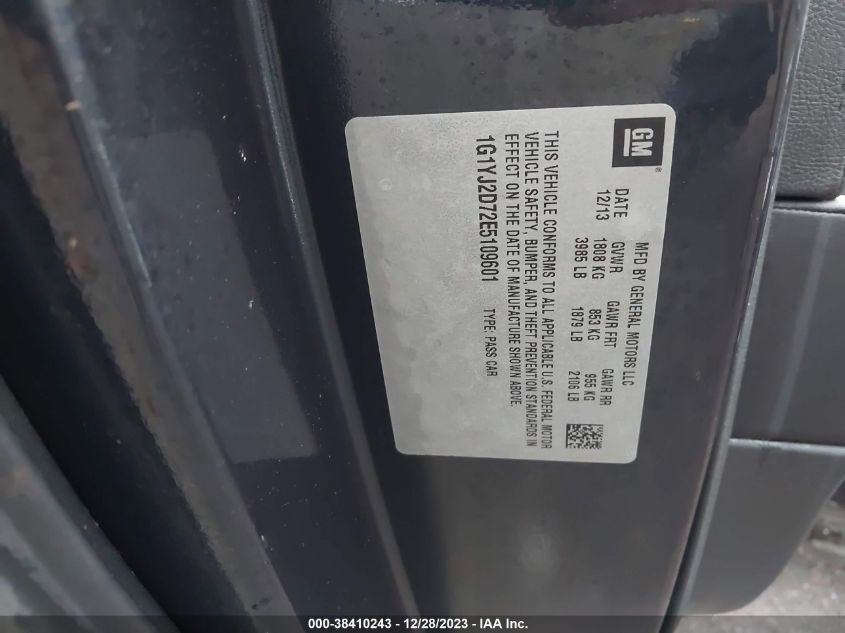 GM
®
MFD BY GENERAL MOTORS LLC
DATE GVWR GAWR FRT GAWR RR
12/13 1808 KG 853 KG 955 KG
3985 LB 1879 LB 2106 LB
THIS VEHICLE CONFORMS TO ALL APPLICABLE U.S. FEDERAL MOTOR
VEHICLE SAFETY, BUMPER, AND THEFT PREVENTION STANDARDS IN
EFFECT ON THE DATE OF MANUFACTURE SHOWN ABOVE.
1G1YJ2D72E5109601 TYPE: PASS CAR
000-38410243 - 12/28/2023 - IAA Inc.